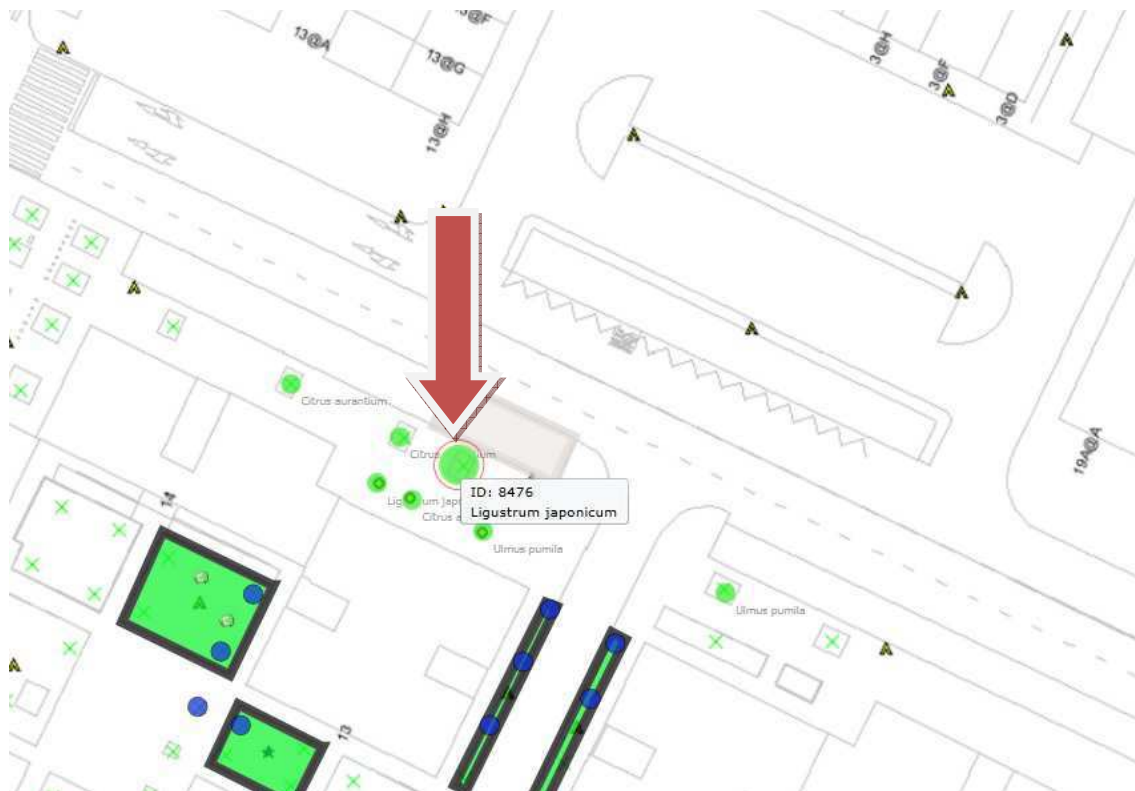 13@A
13@G
13@H
3@H
3@F
3@D
19A@A
Citrus aurantium
ID: 8476
Ligustrum japonicum
Ulmus pumila
Ulmus pumila
14
13